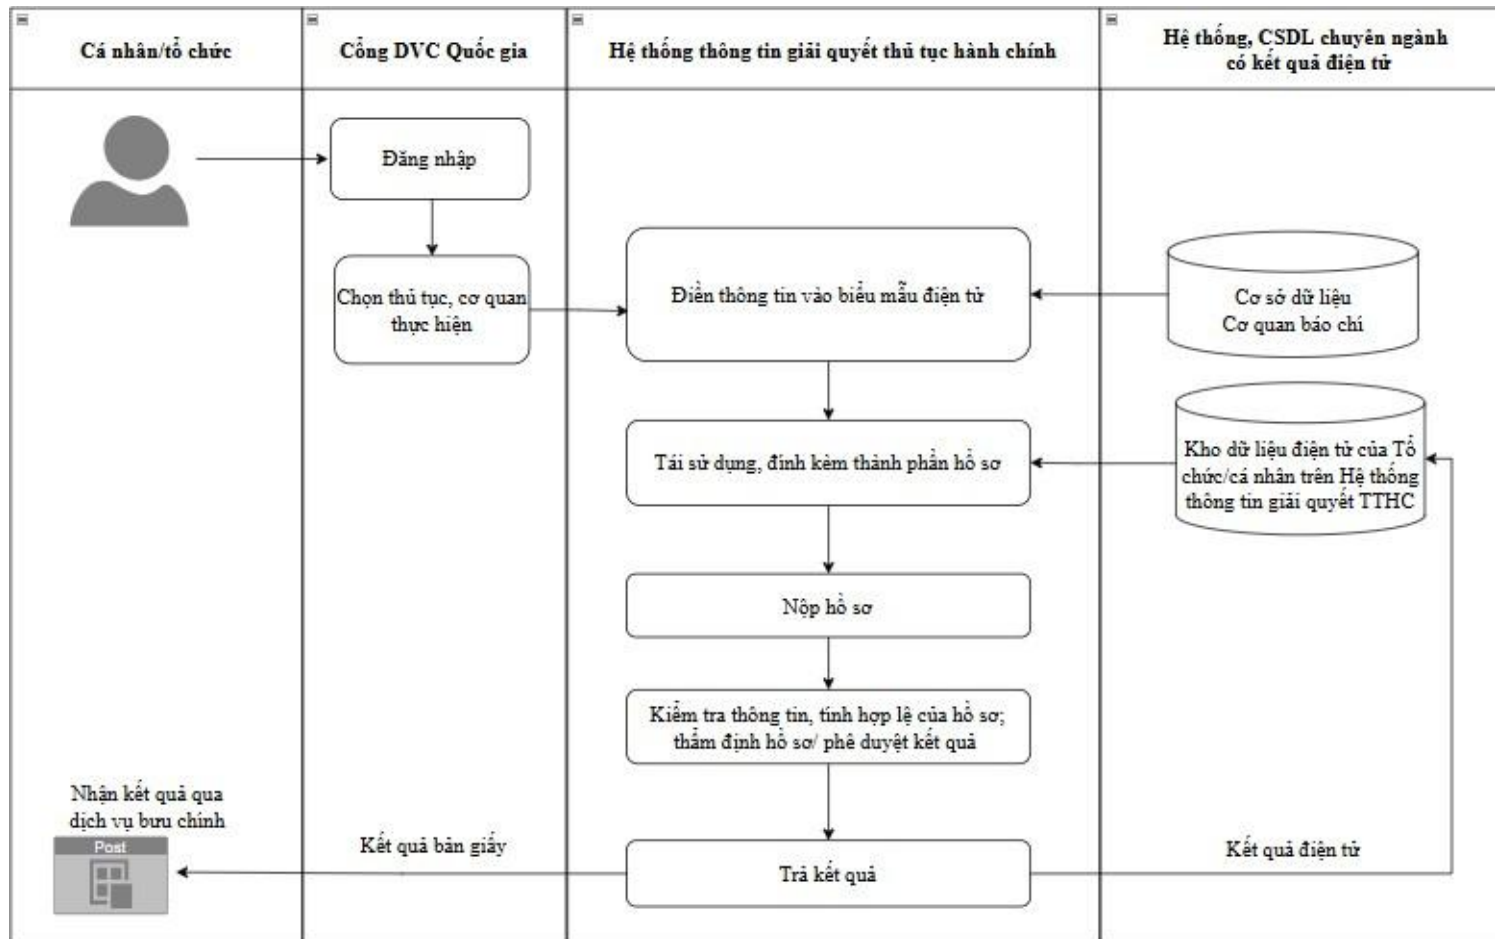 Cá nhân/tổ chức
Cổng DVC Quốc gia
Hệ thống thông tin giải quyết thủ tục hành chính
Hệ thống, CSDL chuyên ngành
có kết quả điện tử
Đăng nhập
Chọn thủ tục, cơ quan
thực hiện
Điền thông tin vào biểu mẫu điện tử
Cơ sở dữ liệu
Cơ quan báo chí
Tái sử dụng, đính kèm thành phần hồ sơ
Kho dữ liệu điện tử của Tổ
chức/cá nhân trên Hệ thống
thông tin giải quyết TTHC
Nộp hồ sơ
Kiểm tra thông tin, tính hợp lệ của hồ sơ;
thẩm định hồ sơ/ phê duyệt kết quả
Nhận kết quả qua
dịch vụ bưu chính
Post
Kết quả bản giấy
Trả kết quả
Kết quả điện tử